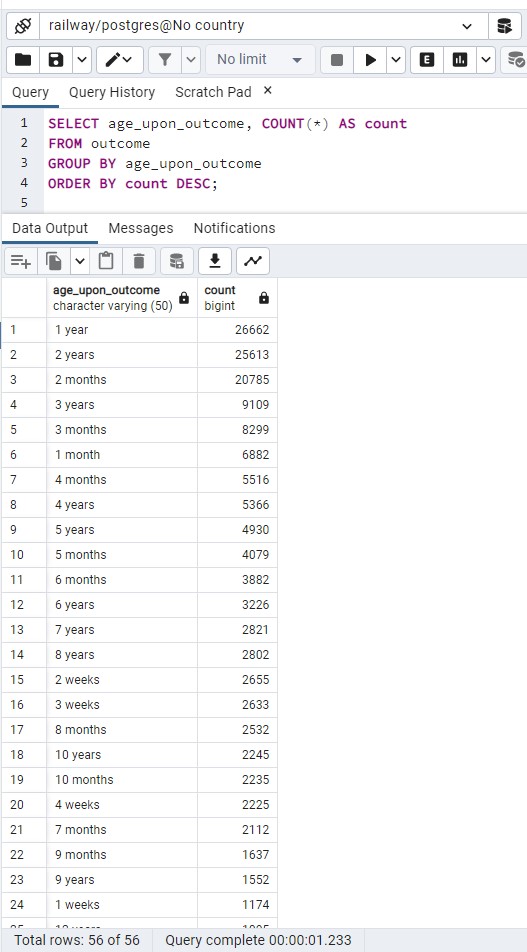 railway/postgres@No country
No limit
E
Query Query History Scratch Pad ×
1 SELECT age_upon_outcome, COUNT(*) AS count
2 FROM outcome
3 GROUP BY age_upon_outcome
4 ORDER BY count DESC;
5
Data Output Messages Notifications
age_upon_outcome count
character varying (50) bigint
1 1 year 26662
2 2 years 25613
3 2 months 20785
4 3 years 9109
5 3 months 8299
6 1 month 6882
7 4 months 5516
8 4 years 5366
9 5 years 4930
10 5 months 4079
11 6 months 3882
12 6 years 3226
13 7 years 2821
14 8 years 2802
15 2 weeks 2655
16 3 weeks 2633
17 8 months 2532
18 10 years 2245
19 10 months 2235
20 4 weeks 2225
21 7 months 2112
22 9 months 1637
23 9 years 1552
24 1 weeks 1174
Total rows: 56 of 56 Query complete 00:00:01.233